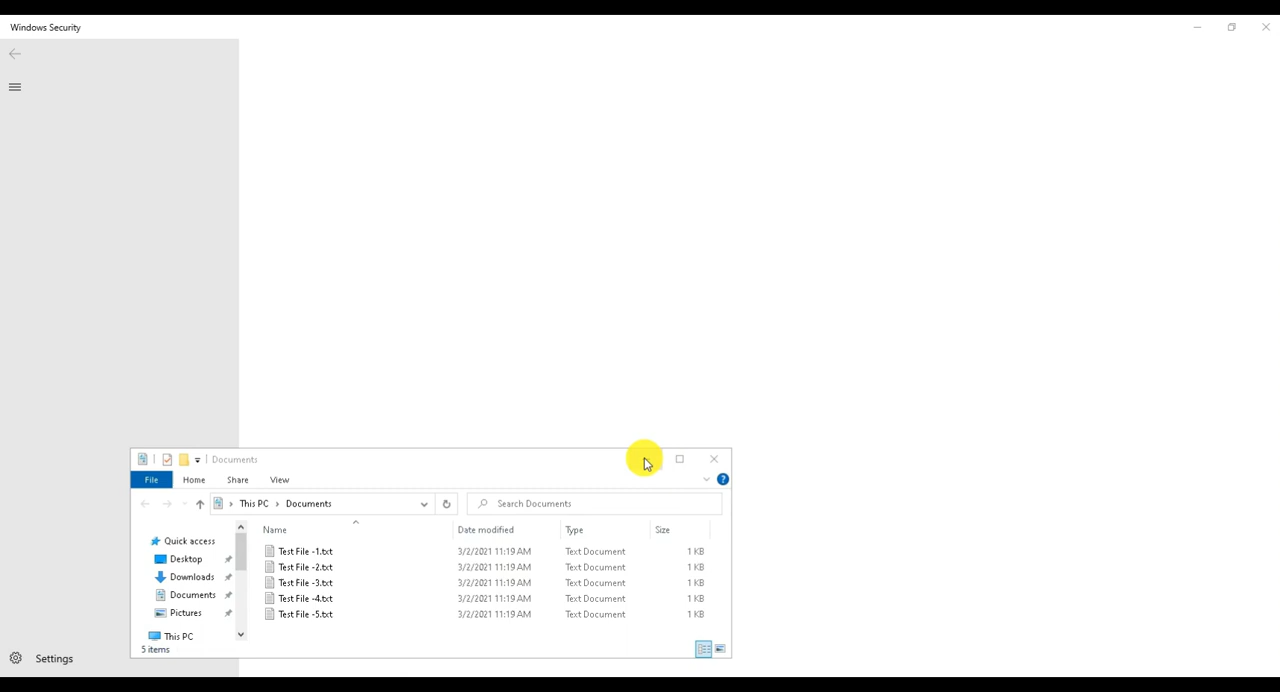 Windows Security
Documents
File Home Share View
This PC Documents
Search Documents
Name Date modified Type Size
Quick access
Desktop
Downloads
Documents
Pictures
This PC
Test File -1.txt 3/2/2021 11:19 AM Text Document 1 KB
Test File -2.txt 3/2/2021 11:19 AM Text Document 1 KB
Test File -3.txt 3/2/2021 11:19 AM Text Document 1 KB
Test File -4.txt 3/2/2021 11:19 AM Text Document 1 KB
Test File -5.txt 3/2/2021 11:19 AM Text Document 1 KB
5 items
Settings